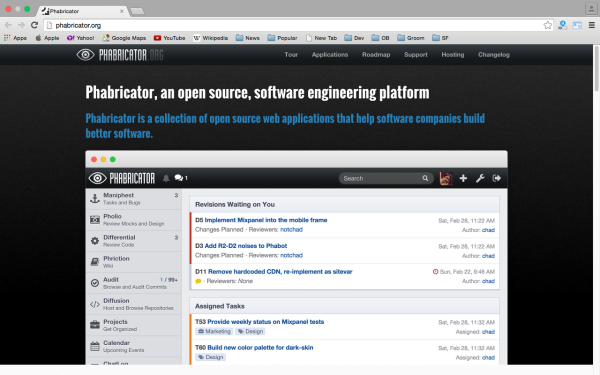 Phabricator
phabricator.org
Apps Apple Yahoo! Google Maps YouTube Wikipedia News Popular New Tab Dev OB Groom SF
PHABRICATOR.ORG Tour Applications Roadmap Support Hosting Changelog
Phabricator, an open source, software engineering platform
Phabricator is a collection of open source web applications that help software companies build
better software.
PHABRICATOR 1 Search
Maniphest 3
Tasks and Bugs
Pholio
Review Mocks and Design
Differential 3
Review Code
Phriction
Wiki
Audit 1 / 99+
Browse and Audit Commits
Diffusion
Host and Browse Repositories
Projects
Get Organized
Calendar
Upcoming Events
ChatLog
Revisions Waiting on You
D5 Implement Mixpanel into the mobile frame Sat, Feb 28, 11:22 AM
Changes Planned · Reviewers: notchad Author: chad
D3 Add R2-D2 noises to Phabot Sat, Feb 28, 11:22 AM
Changes Planned · Reviewers: notchad Author: chad
D11 Remove hardcoded CDN, re-implement as sitevar Sun, Feb 22, 9:48 AM
· Reviewers: None Author: chad
Assigned Tasks
T53 Provide weekly status on Mixpanel tests Sat, Feb 28, 11:32 AM
Marketing Design Assigned: chad
T60 Build new color palette for dark-skin Sat, Feb 28, 11:32 AM
Design Assigned: chad